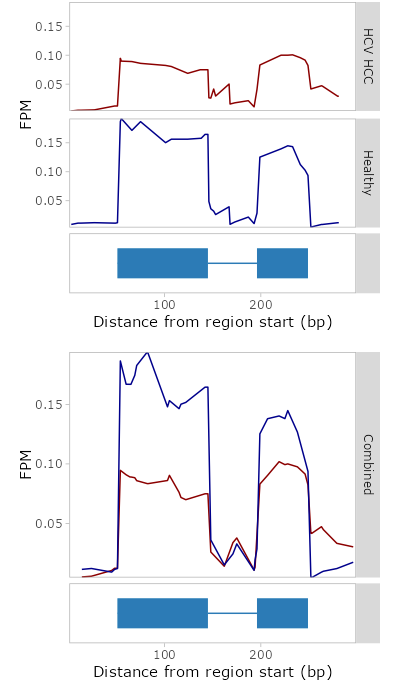 0.15
0.10
0.05
HCV HCC
FPM
0.15
0.10
0.05
Healthy
100 200
Distance from region start (bp)
0.15
0.10
0.05
FPM
Combined
100 200
Distance from region start (bp)